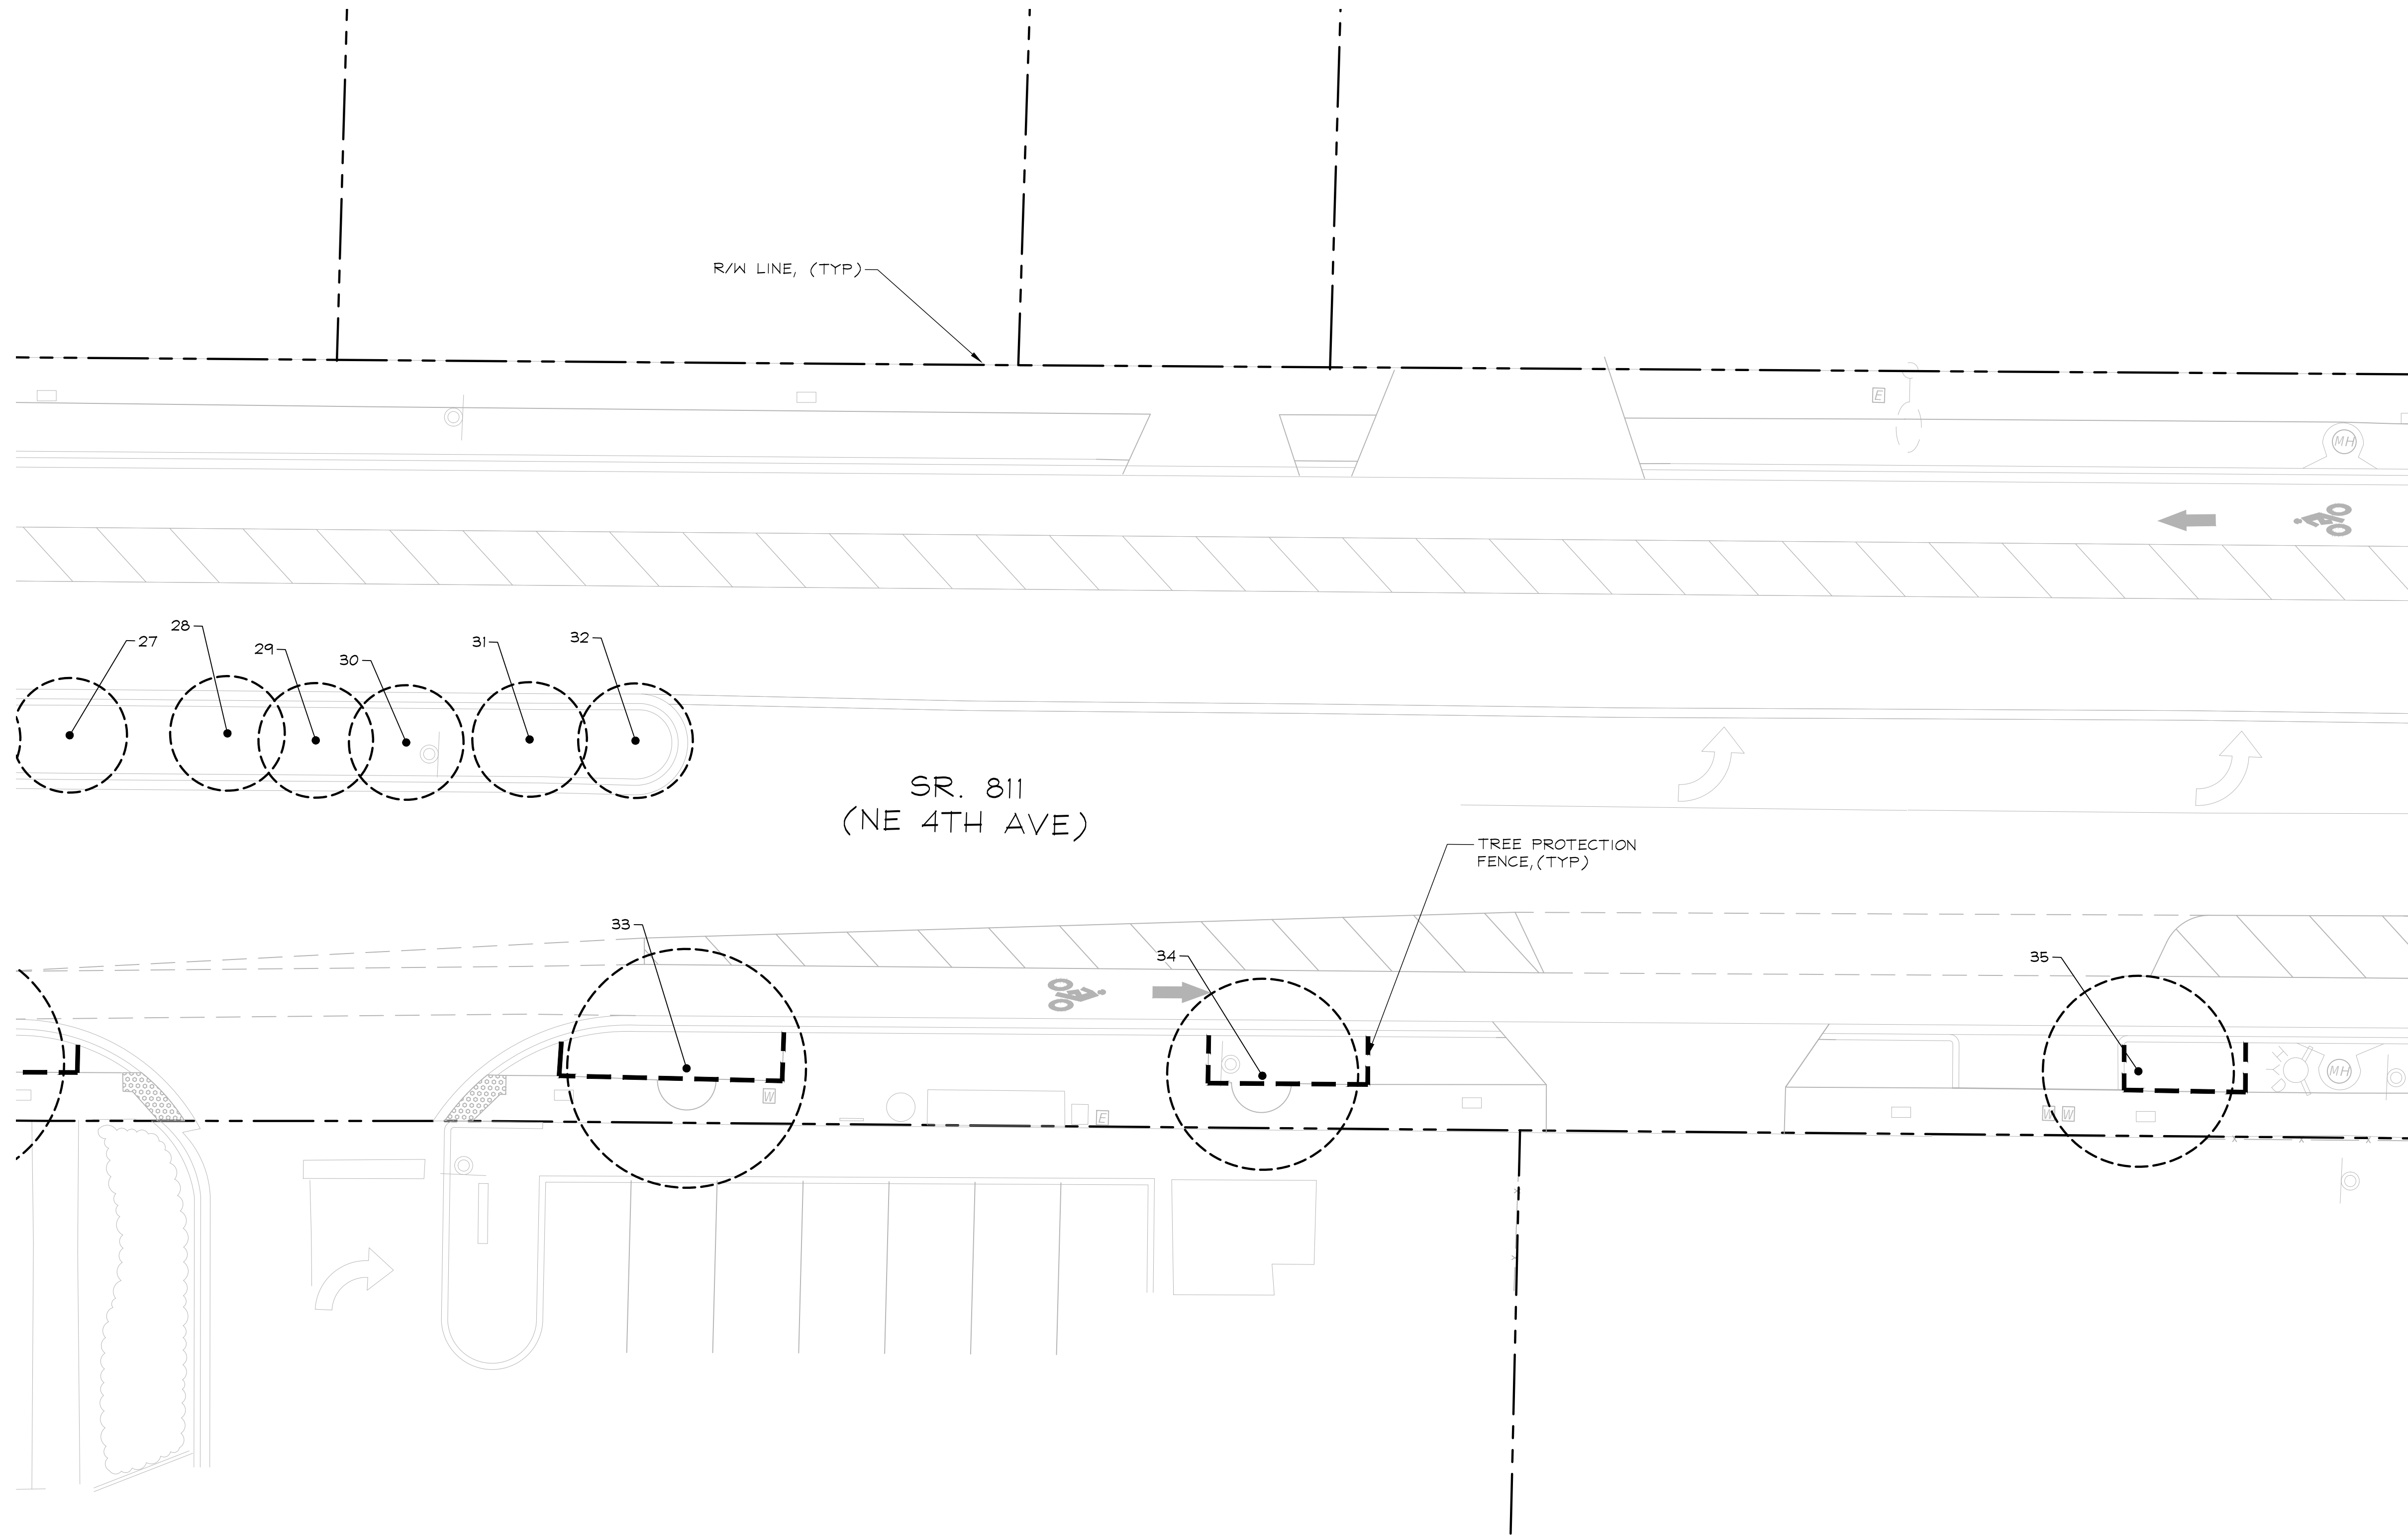 R/W LINE, (TYP)
E
MH
27
28
29
30
31
32
SR. 811
(NE 4TH AVE)
TREE PROTECTION
FENCE,(TYP)
33
34
35
W
E
W W
MH